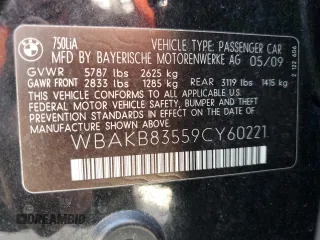 750LiA VEHICLE TYPE: PASSENGER CAR
MFD BY BAYERISCHE MOTORENWERKE AG 05/09
GVWR 5787 lbs 2625 kg
GAWR FRONT 2833 lbs 1285 kg REAR 3119 lbs 1415 kg
THIS VEHICLE CONFORMS TO ALL APPLICABLE
FEDERAL MOTOR VEHICLE SAFETY, BUMPER AND THEFT
PREVENTION STANDARDS IN EFFECT ON THE DATE OF
MANUFACTURE SHOWN ABOVE.
WBAKB83559CY60221
DREAMBID